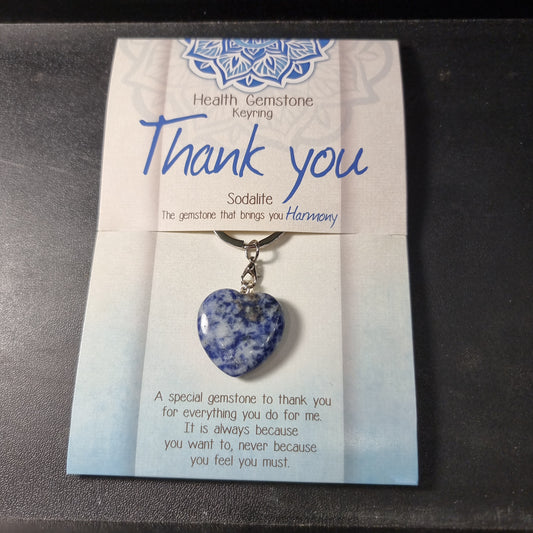 Health Gemstone
Keyring
Thank you
Sodalite
The gemstone that brings you Harmony
A special gemstone to thank you
for everything you do for me.
It is always because
you want to, never because
you feel you must.